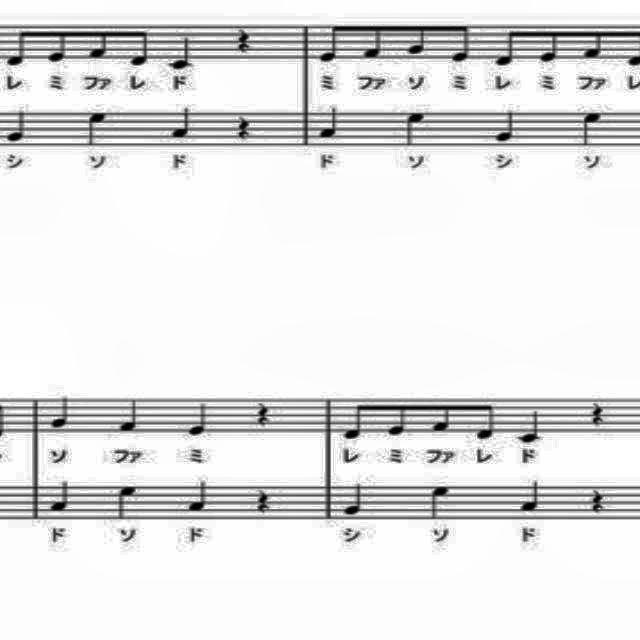 レ ミ ファ レ ド ミ ファ ソ ミ レ ミ ファ レ
シ ソ ド ド ソ シ ソ
ソ ファ ミ レ ミ ファ レ ド
ド ソ ド シ ソ ド